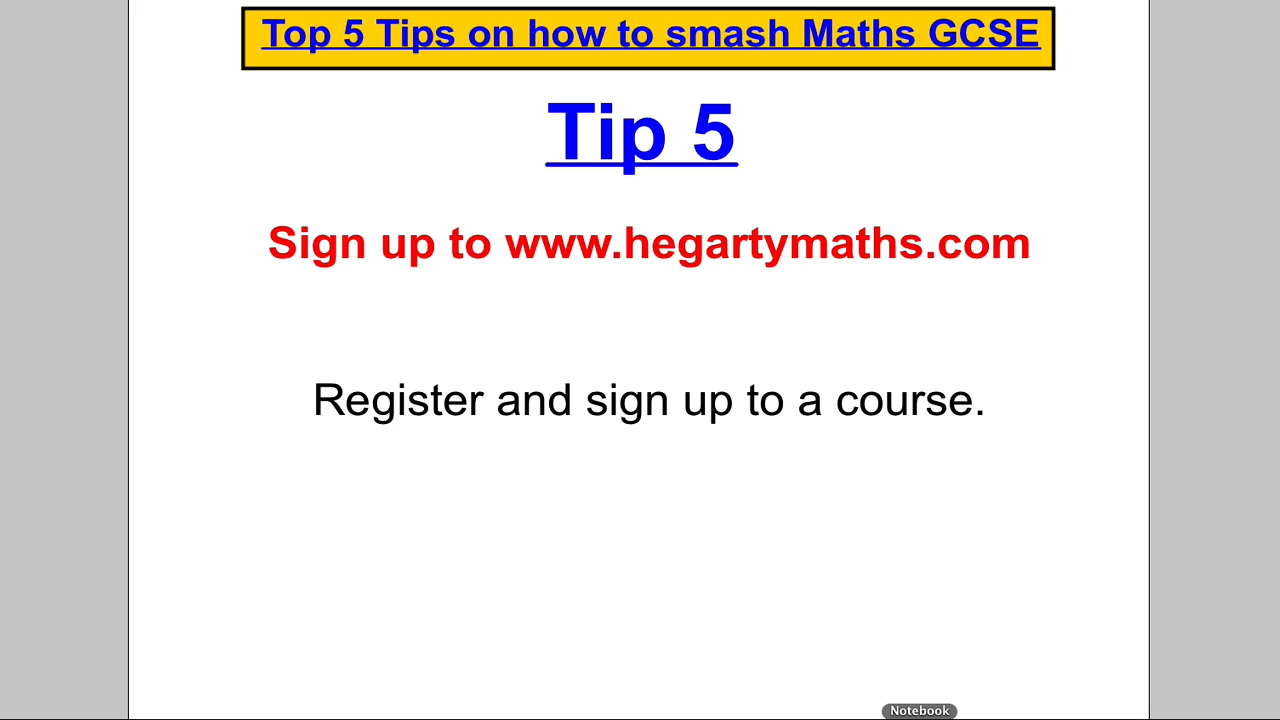 Top 5 Tips on how to smash Maths GCSE
Tip 5
Sign up to www.hegartymaths.com
Register and sign up to a course.
Notebook